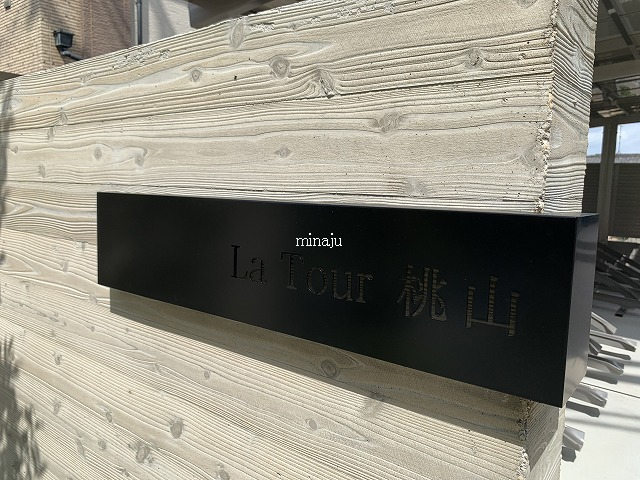 minaju
La Tour 桃山